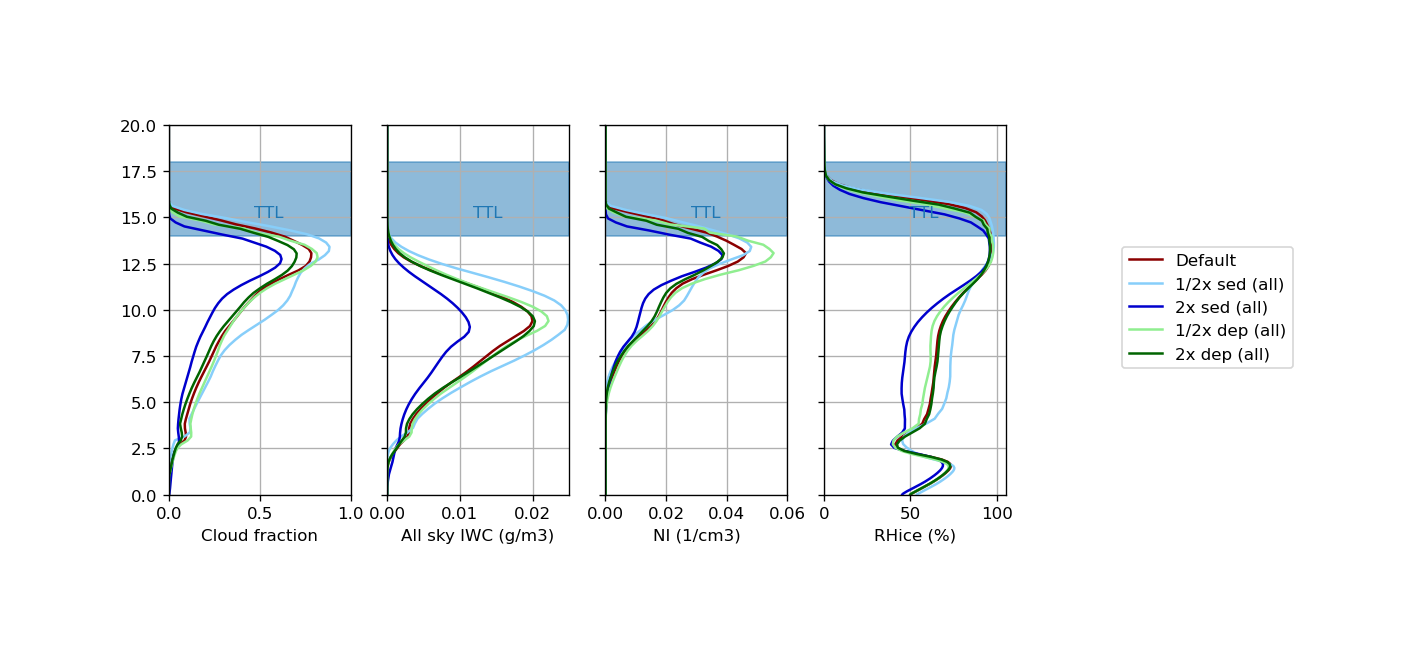 20.0
17.5
15.0
12.5
10.0
7.5
5.0
2.5
0.0
TTL
TTL
TTL
TTL
0.0 0.5 1.0
0.00 0.01 0.02
0.00 0.02 0.04 0.06
0 50 100
Cloud fraction
All sky IWC (g/m3)
NI (1/cm3)
RHice (%)
Default
1/2x sed (all)
2x sed (all)
1/2x dep (all)
2x dep (all)